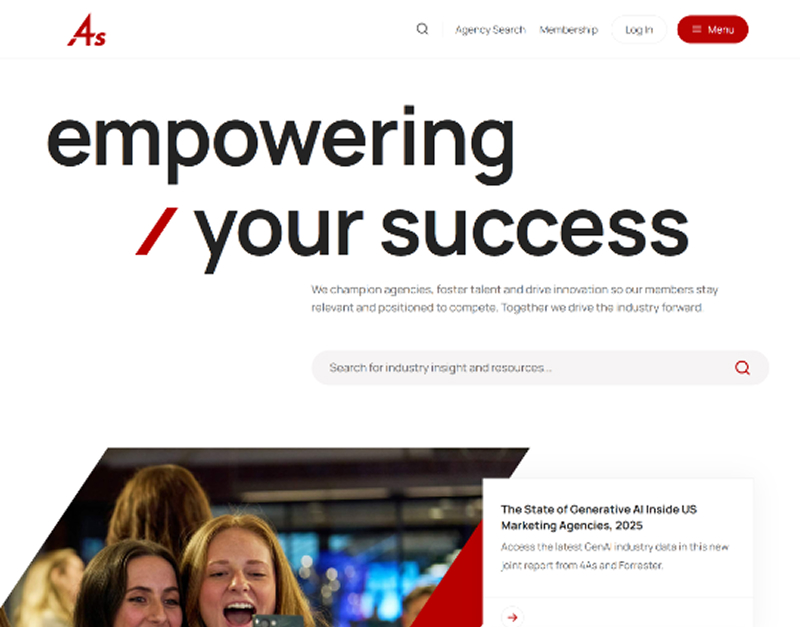 4s
Agency Search
Membership
Log In
Menu
empowering
/ your success
We champion agencies, foster talent and drive innovation so our members stay
relevant and positioned to compete. Together we drive the industry forward.
Search for industry insight and resources...
The State of Generative AI Inside US
Marketing Agencies, 2025
Access the latest GenAI industry data in this new
joint report from 4As and Forrester.